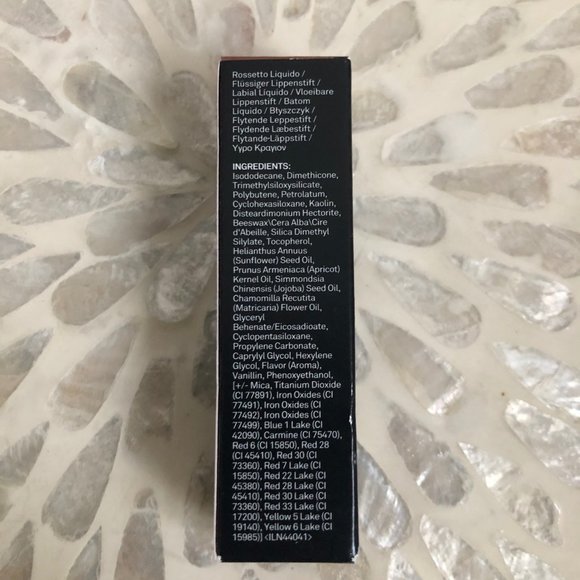 Rossetto Liquido /
Flüssiger Lippenstift /
Labial Líquido / Vloeibare
Lippenstift / Batom
Líquido / Błyszczyk /
Flytende Leppestift /
Flydende Læbestift /
Flytande-Läppstift /
Υγρο Κραγιον
INGREDIENTS:
Isododecane, Dimethicone,
Trimethylsiloxysilicate,
Polybutene, Petrolatum,
Cyclohexasiloxane, Kaolin,
Disteardimonium Hectorite,
Beeswax\Cera Alba\Cire
d'Abeille, Silica Dimethyl
Silylate, Tocopherol,
Helianthus Annuus
(Sunflower) Seed Oil,
Prunus Armeniaca (Apricot)
Kernel Oil, Simmondsia
Chinensis (Jojoba) Seed Oil,
Chamomilla Recutita
(Matricaria) Flower Oil,
Glyceryl
Behenate/Eicosadioate,
Cyclopentasiloxane,
Propylene Carbonate,
Caprylyl Glycol, Hexylene
Glycol, Flavor (Aroma),
Vanillin, Phenoxyethanol,
[+/- Mica, Titanium Dioxide
(CI 77891), Iron Oxides (CI
77491), Iron Oxides (CI
77492), Iron Oxides (CI
77499), Blue 1 Lake (CI
42090), Carmine (CI 75470),
Red 6 (CI 15850), Red 28
(CI 45410), Red 30 (CI
73360), Red 7 Lake (CI
15850), Red 22 Lake (CI
45380), Red 28 Lake (CI
45410), Red 30 Lake (CI
73360), Red 33 Lake (CI
17200), Yellow 5 Lake (CI
19140), Yellow 6 Lake (CI
15985)] <ILN44041>